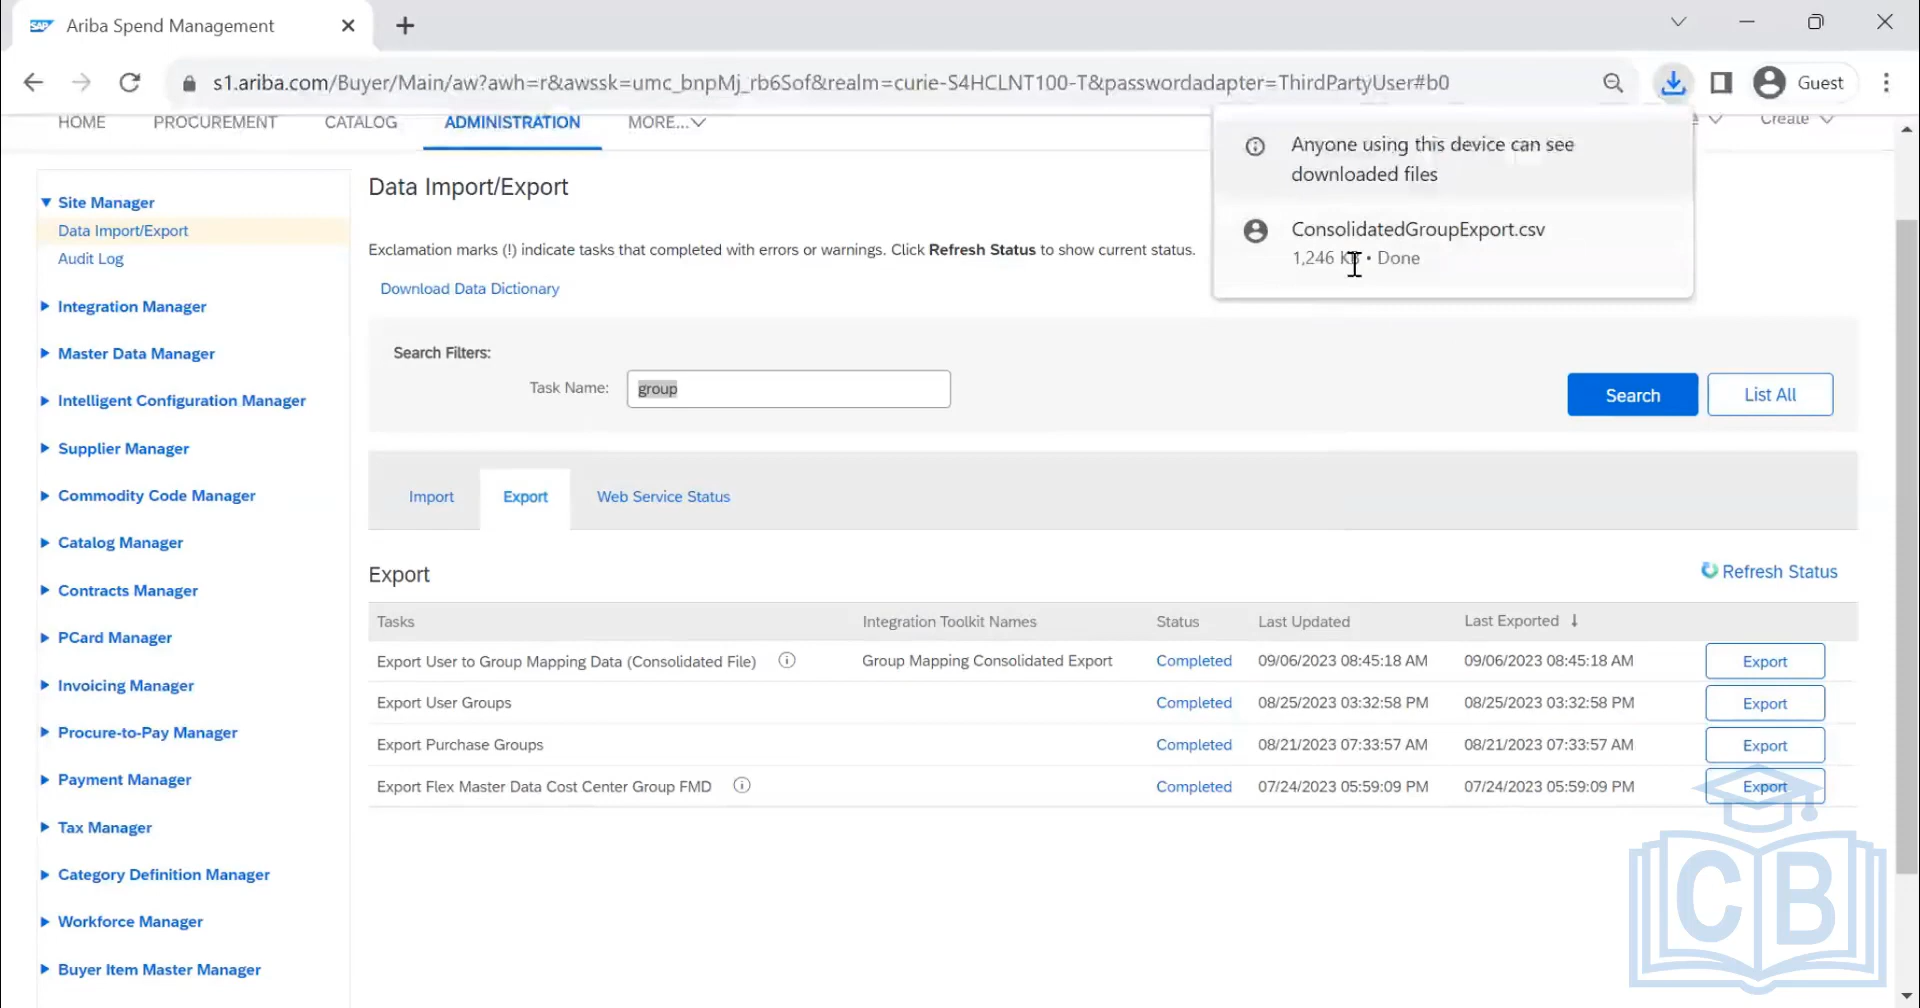 SAP Ariba Spend Management
s1.ariba.com/Buyer/Main/aw?awh=r&awssk=umc_bnpMj_rb6Sof&realm=curie-S4HCLNT100-T&passwordadapter=ThirdPartyUser#b0
Guest
HOME PROCUREMENT CATALOG ADMINISTRATION MORE... Create
Anyone using this device can see
downloaded files
ConsolidatedGroupExport.csv
1,246 KB • Done
Site Manager
Data Import/Export
Audit Log
Integration Manager
Master Data Manager
Intelligent Configuration Manager
Supplier Manager
Commodity Code Manager
Catalog Manager
Contracts Manager
PCard Manager
Invoicing Manager
Procure-to-Pay Manager
Payment Manager
Tax Manager
Category Definition Manager
Workforce Manager
Buyer Item Master Manager
Data Import/Export
Exclamation marks (!) indicate tasks that completed with errors or warnings. Click Refresh Status to show current status.
Download Data Dictionary
Search Filters:
Task Name: group
Search List All
Import Export Web Service Status
Export
Refresh Status
Tasks Integration Toolkit Names Status Last Updated Last Exported ↓
Export User to Group Mapping Data (Consolidated File) Group Mapping Consolidated Export Completed 09/06/2023 08:45:18 AM 09/06/2023 08:45:18 AM Export
Export User Groups Completed 08/25/2023 03:32:58 PM 08/25/2023 03:32:58 PM Export
Export Purchase Groups Completed 08/21/2023 07:33:57 AM 08/21/2023 07:33:57 AM Export
Export Flex Master Data Cost Center Group FMD Completed 07/24/2023 05:59:09 PM 07/24/2023 05:59:09 PM Export
CB